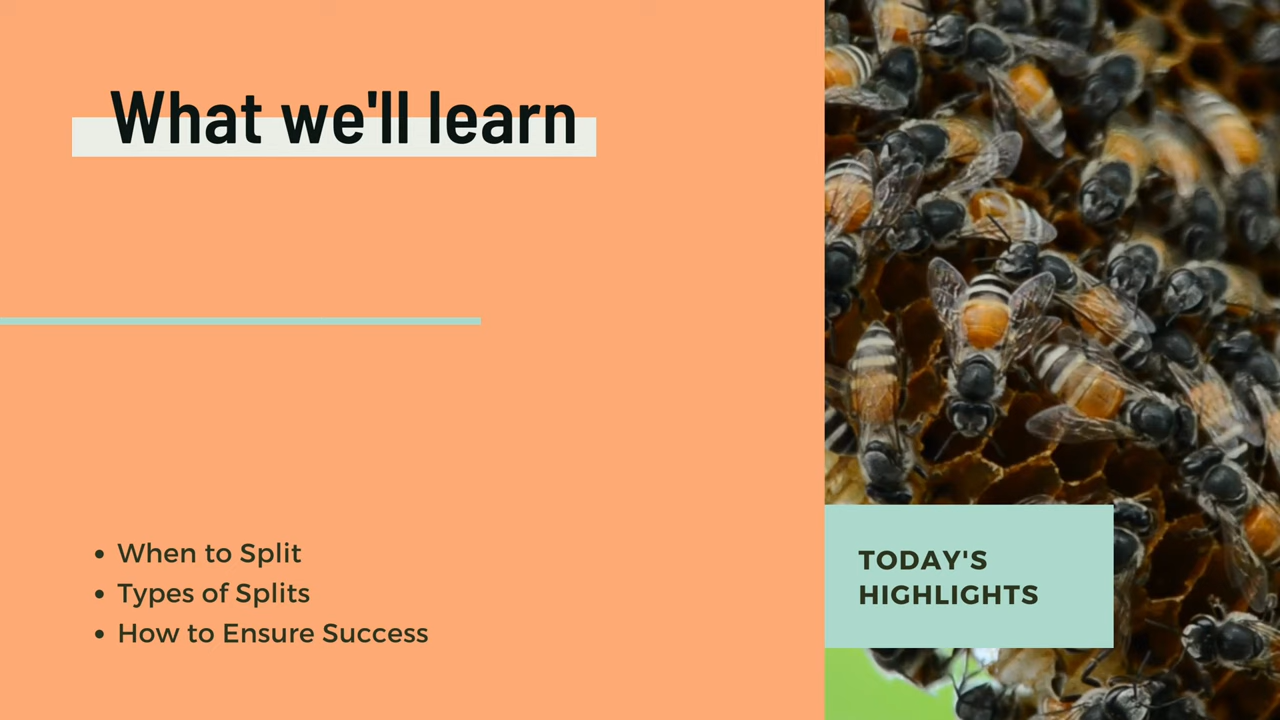 What we'll learn
When to Split
Types of Splits
How to Ensure Success
TODAY'S
HIGHLIGHTS